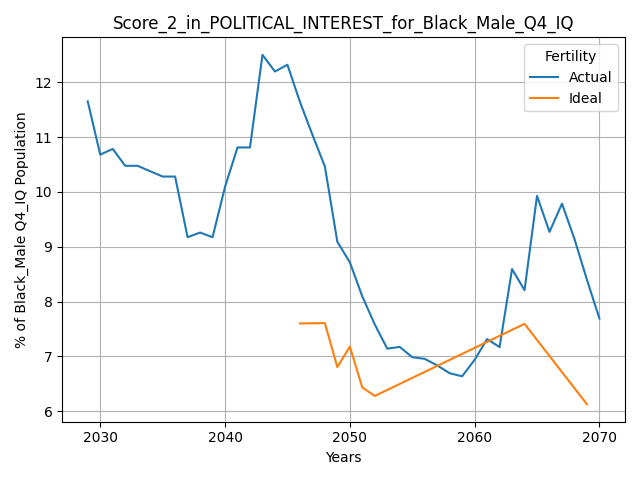 Score_2_in_POLITICAL_INTEREST_for_Black_Male_Q4_IQ
Fertility
Actual
Ideal
% of Black_Male Q4_IQ Population
12
11
10
9
8
7
6
2030
2040
2050
2060
2070
Years